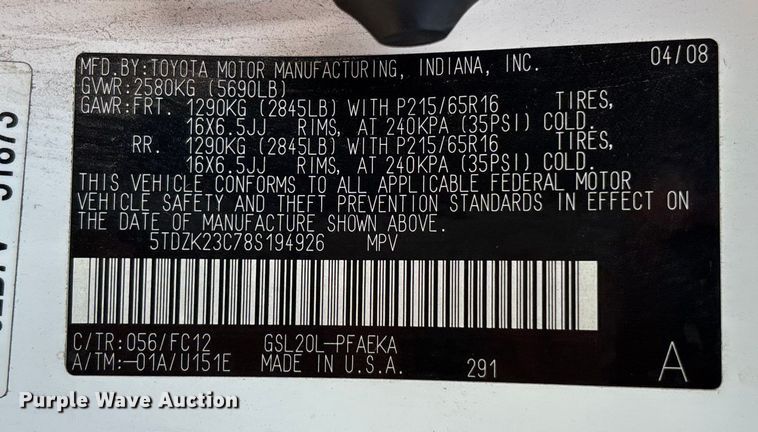 MFD.BY:TOYOTA MOTOR MANUFACTURING, INDIANA, INC. 04/08
GVWR:2580KG (5690LB)
GAWR:FRT. 1290KG (2845LB) WITH P215/65R16 TIRES,
16X6.5JJ RIMS, AT 240KPA (35PSI) COLD.
RR. 1290KG (2845LB) WITH P215/65R16 TIRES,
16X6.5JJ RIMS, AT 240KPA (35PSI) COLD.
THIS VEHICLE CONFORMS TO ALL APPLICABLE FEDERAL MOTOR
VEHICLE SAFETY AND THEFT PREVENTION STANDARDS IN EFFECT ON
THE DATE OF MANUFACTURE SHOWN ABOVE.
5TDZK23C78S194926 MPV
C/TR:056/FC12 GSL20L-PFAEKA
A/TM:-01A/U151E MADE IN U.S.A. 291 A
Purple Wave Auction